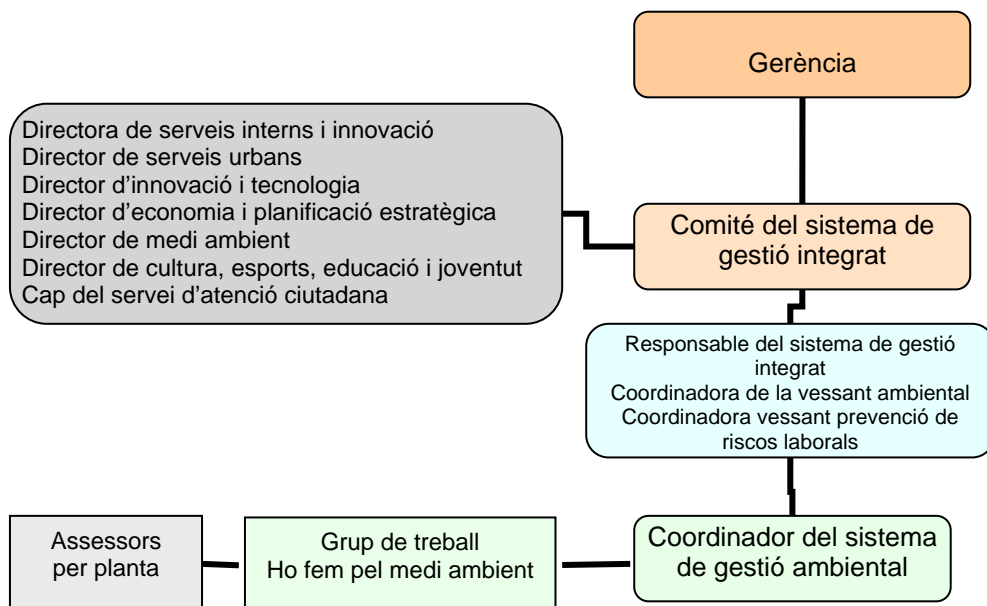 Gerència
Directora de serveis interns i innovació
Director de serveis urbans
Director d’innovació i tecnologia
Director d’economia i planificació estratègica
Director de medi ambient
Director de cultura, esports, educació i joventut
Cap del servei d’atenció ciutadana
Comité del sistema de
gestió integrat
Responsable del sistema de gestió
integrat
Coordinadora de la vessant ambiental
Coordinadora vessant prevenció de
riscos laborals
Assessors
per planta
Grup de treball
Ho fem pel medi ambient
Coordinador del sistema
de gestió ambiental